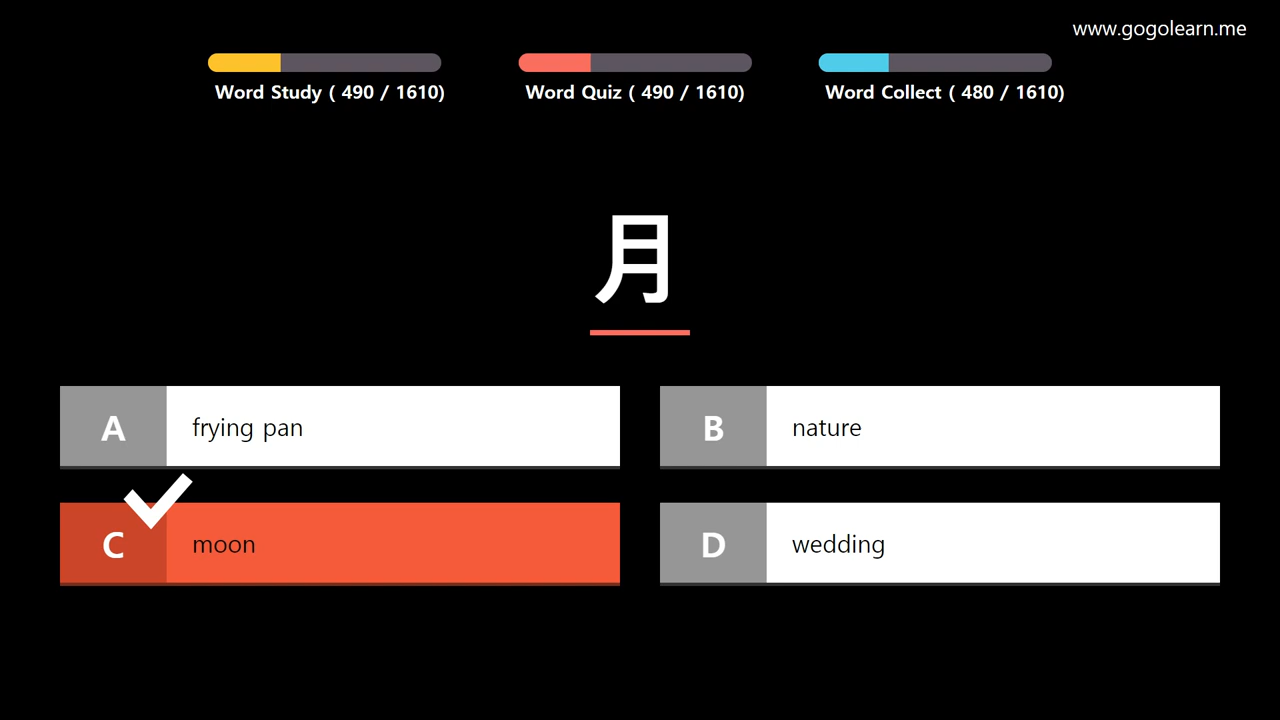 www.gogolearn.me
Word Study ( 490 / 1610)
Word Quiz ( 490 / 1610)
Word Collect ( 480 / 1610)
月
A frying pan
B nature
C moon
D wedding